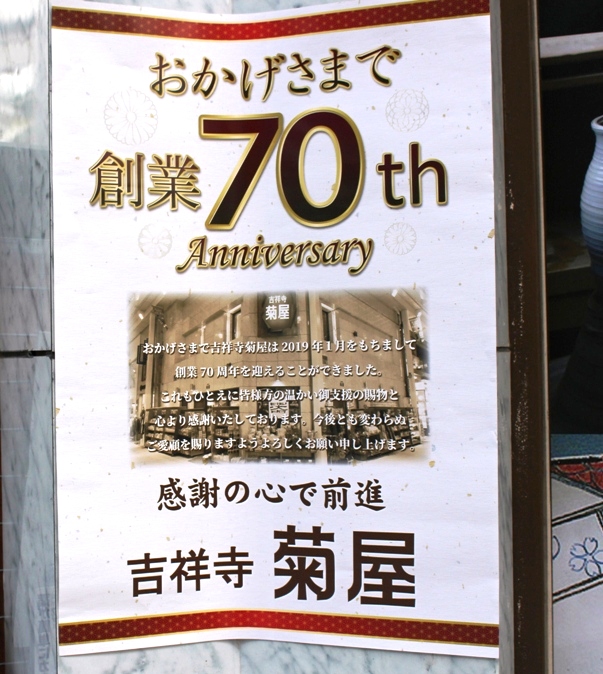 おかげさまで
創業70th
Anniversary
吉祥寺
菊屋
おかげさまで吉祥寺菊屋は2019年1月をもちまして
創業70周年を迎えることができました。
これもひとえに皆様方の温かい御支援の賜物と
心より感謝いたしております。今後とも変わらぬ
ご愛顧を賜りますようよろしくお願い申し上げます。
感謝の心で前進
吉祥寺 菊屋